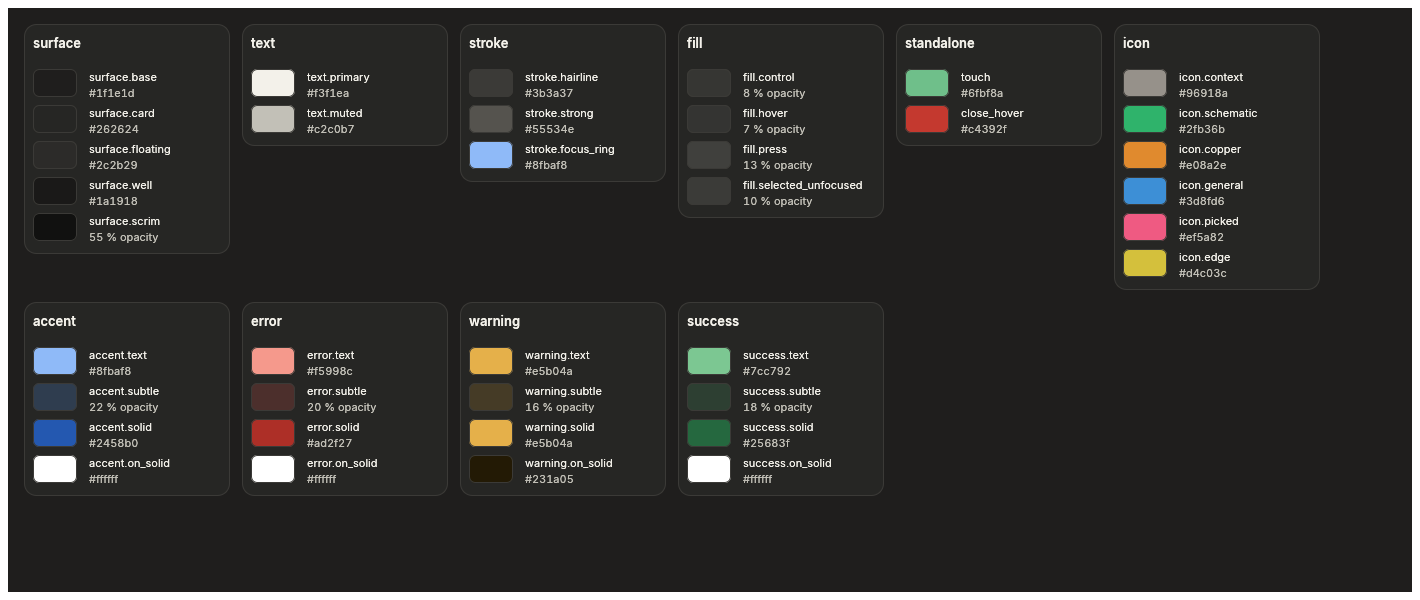 surface
surface.base
#1f1e1d
surface.card
#262624
surface.floating
#2c2b29
surface.well
#1a1918
surface.scrim
55 % opacity
text
text.primary
#f3f1ea
text.muted
#c2c0b7
stroke
stroke.hairline
#3b3a37
stroke.strong
#55534e
stroke.focus_ring
#8fbaf8
fill
fill.control
8 % opacity
fill.hover
7 % opacity
fill.press
13 % opacity
fill.selected_unfocused
10 % opacity
standalone
touch
#6fbf8a
close_hover
#c4392f
icon
icon.context
#96918a
icon.schematic
#2fb36b
icon.copper
#e08a2e
icon.general
#3d8fd6
icon.picked
#ef5a82
icon.edge
#d4c03c
accent
accent.text
#8fbaf8
accent.subtle
22 % opacity
accent.solid
#2458b0
accent.on_solid
#ffffff
error
error.text
#f5998c
error.subtle
20 % opacity
error.solid
#ad2f27
error.on_solid
#ffffff
warning
warning.text
#e5b04a
warning.subtle
16 % opacity
warning.solid
#e5b04a
warning.on_solid
#231a05
success
success.text
#7cc792
success.subtle
18 % opacity
success.solid
#25683f
success.on_solid
#ffffff